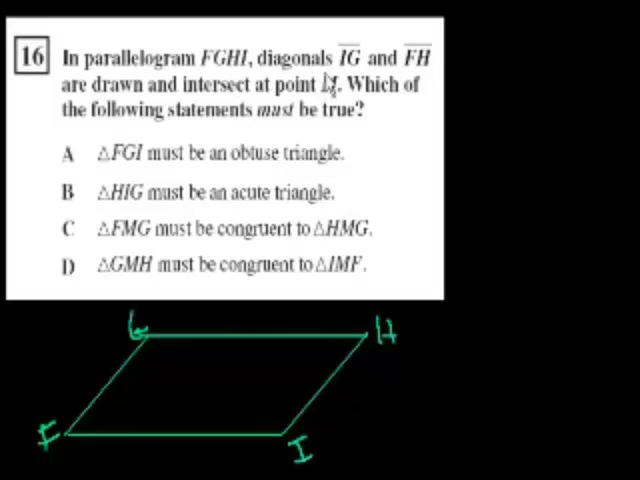 16 In parallelogram FGHI, diagonals IG and FH
are drawn and intersect at point M. Which of
the following statements must be true?
A △FGI must be an obtuse triangle.
B △HIG must be an acute triangle.
C △FMG must be congruent to △HMG.
D △GMH must be congruent to △IMF.
G H
F I